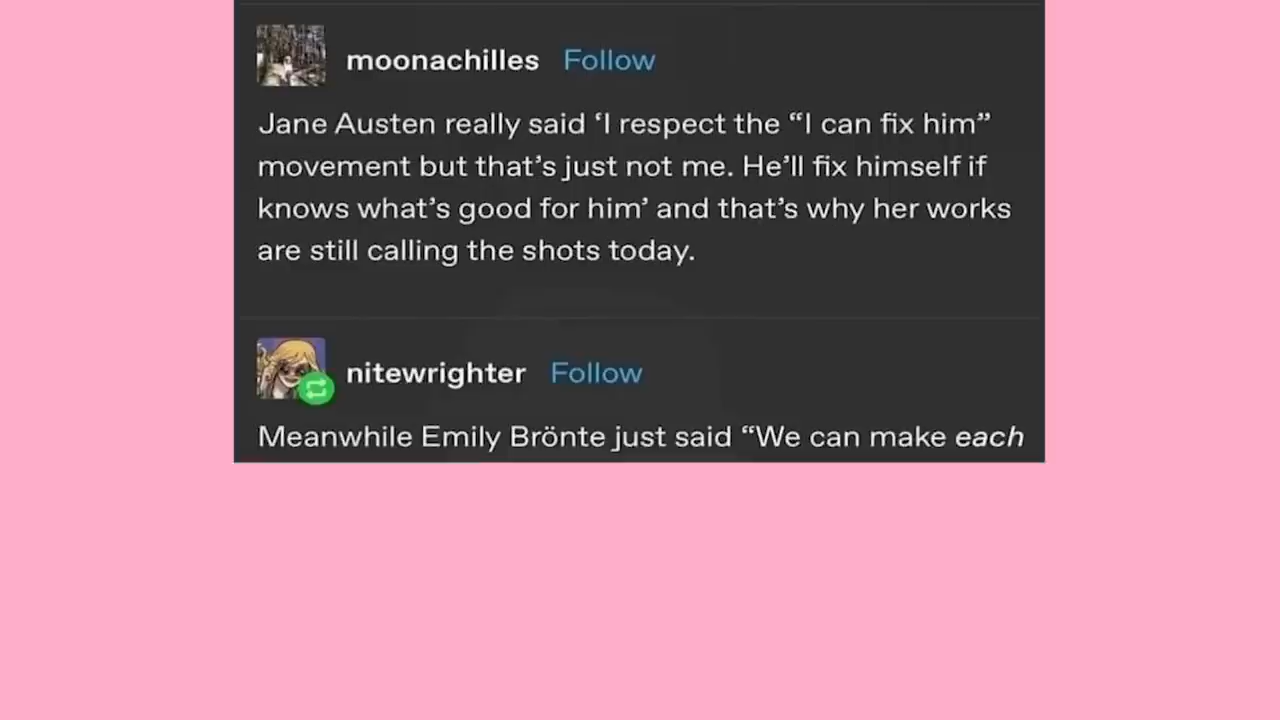 moonachilles Follow
Jane Austen really said ‘I respect the “I can fix him”
movement but that’s just not me. He’ll fix himself if
knows what’s good for him’ and that’s why her works
are still calling the shots today.
nitewrighter Follow
Meanwhile Emily Brönte just said “We can make each